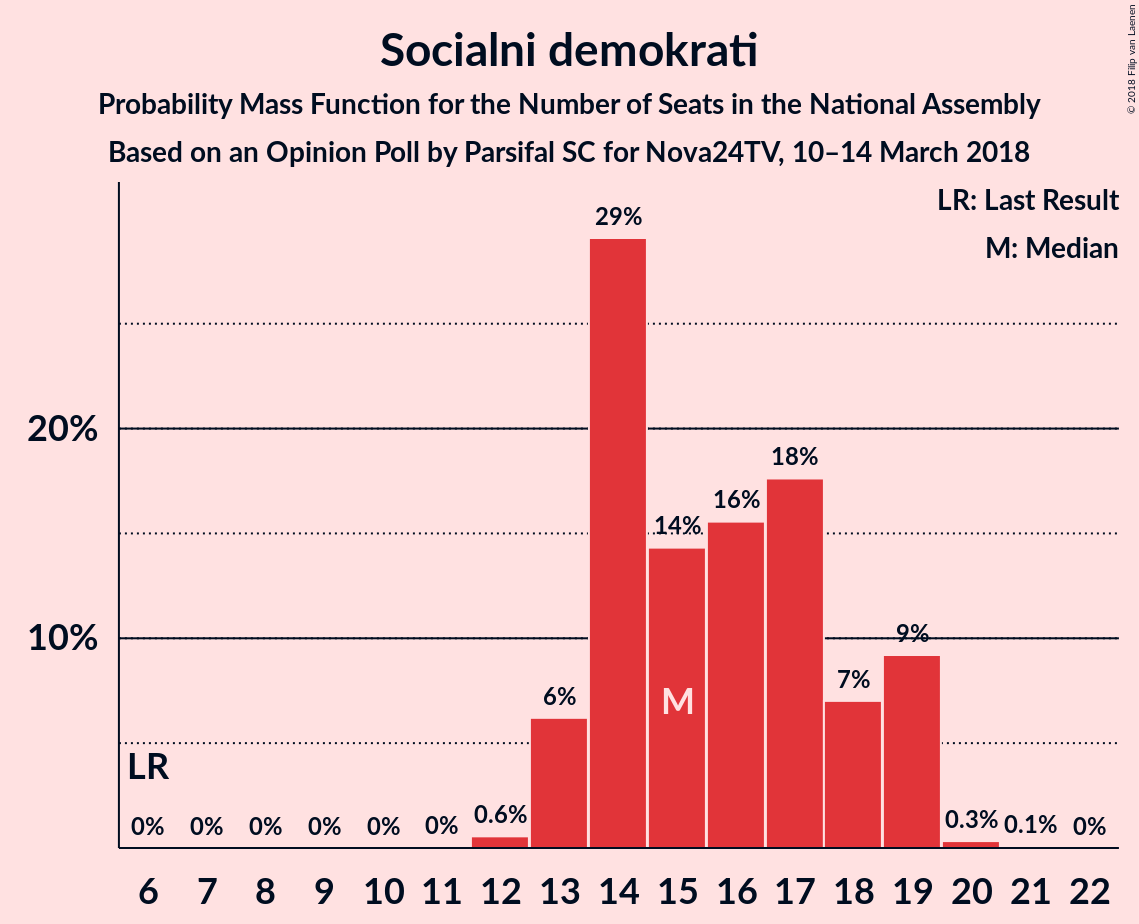 Socialni demokrati
Probability Mass Function for the Number of Seats in the National Assembly
Based on an Opinion Poll by Parsifal SC for Nova24TV, 10–14 March 2018
© 2018 Filip van Laenen
LR: Last Result
M: Median
29%
20%
18%
16%
14%
10%
9%
7%
6%
M
LR
0% 0% 0% 0% 0% 0% 0.6% 0.3% 0.1% 0%
6 7 8 9 10 11 12 13 14 15 16 17 18 19 20 21 22